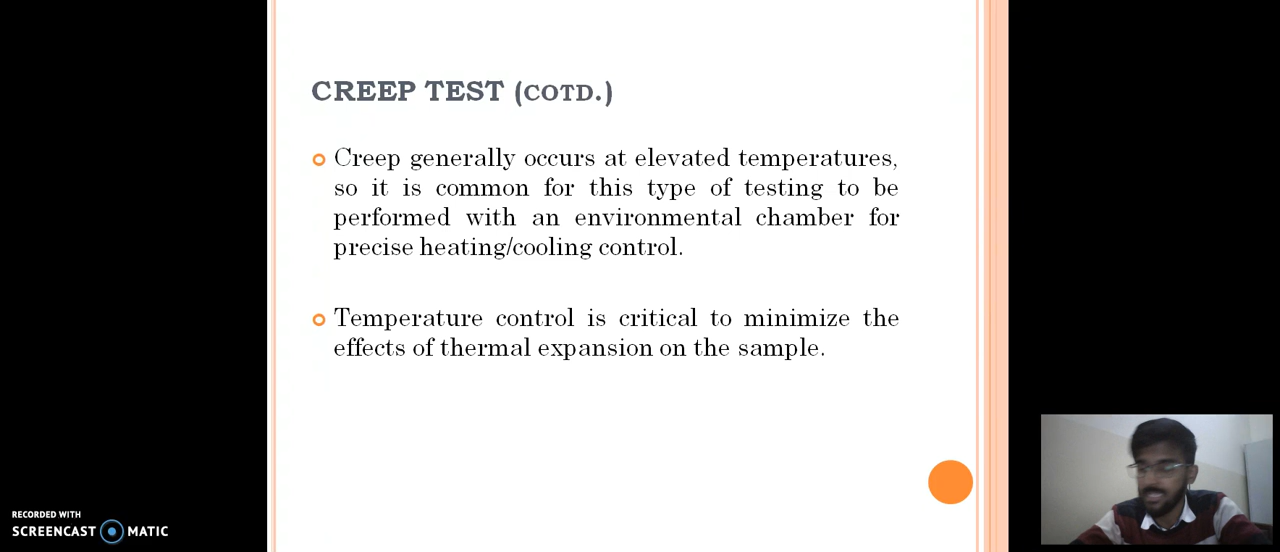 CREEP TEST (COTD.)
Creep generally occurs at elevated temperatures,
so it is common for this type of testing to be
performed with an environmental chamber for
precise heating/cooling control.
Temperature control is critical to minimize the
effects of thermal expansion on the sample.
RECORDED WITH
SCREENCAST MATIC